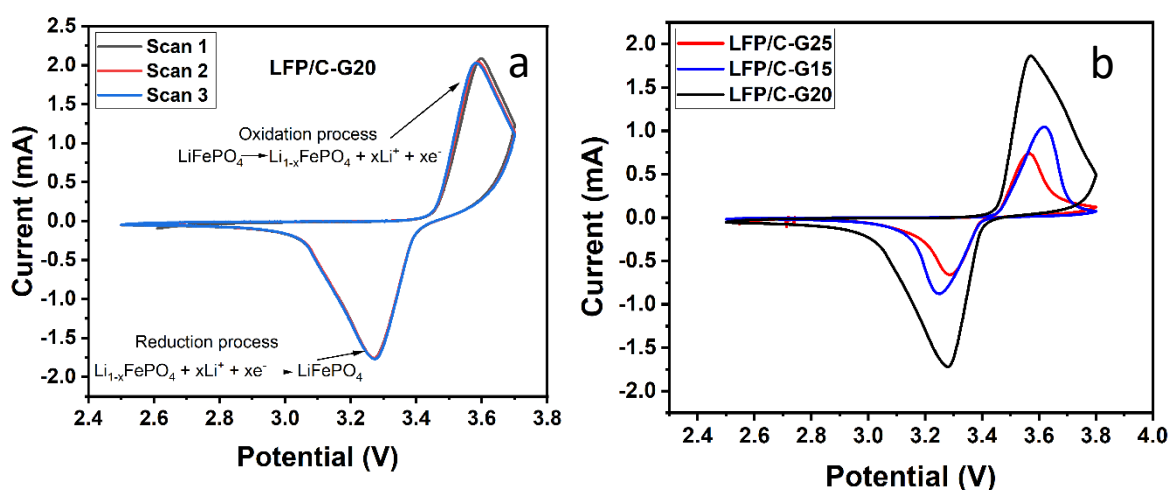 a
Scan 1
Scan 2
Scan 3
LFP/C-G20
Oxidation process
LiFePO₄→Li₁₋ₓFePO₄ + xLi⁺ + xe⁻
Reduction process
Li₁₋ₓFePO₄ + xLi⁺ + xe⁻ → LiFePO₄
2.5
2.0
1.5
1.0
0.5
0.0
-0.5
-1.0
-1.5
-2.0
Current (mA)
2.4 2.6 2.8 3.0 3.2 3.4 3.6 3.8
Potential (V)
b
LFP/C-G25
LFP/C-G15
LFP/C-G20
2.0
1.5
1.0
0.5
0.0
-0.5
-1.0
-1.5
-2.0
Current (mA)
2.4 2.6 2.8 3.0 3.2 3.4 3.6 3.8 4.0
Potential (V)